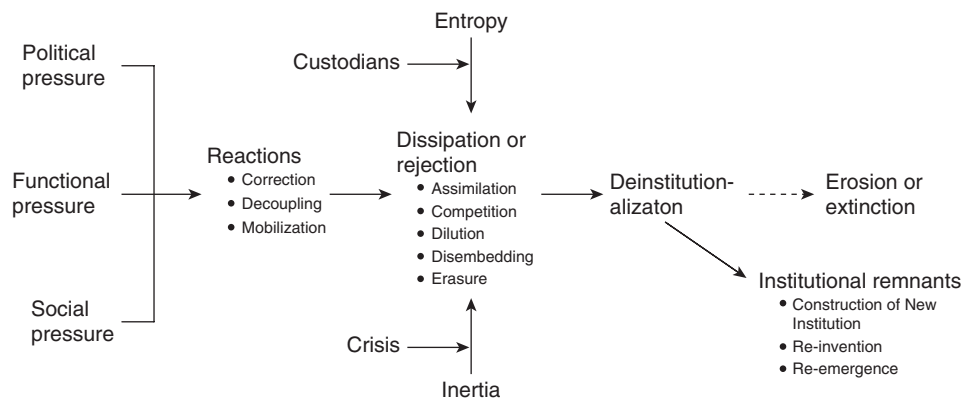 Entropy
Custodians
Political
pressure
Functional
pressure
Social
pressure
Reactions
• Correction
• Decoupling
• Mobilization
Dissipation or
rejection
• Assimilation
• Competition
• Dilution
• Disembedding
• Erasure
Crisis
Inertia
Deinstitution-
alizaton
Erosion or
extinction
Institutional remnants
• Construction of New
Institution
• Re-invention
• Re-emergence